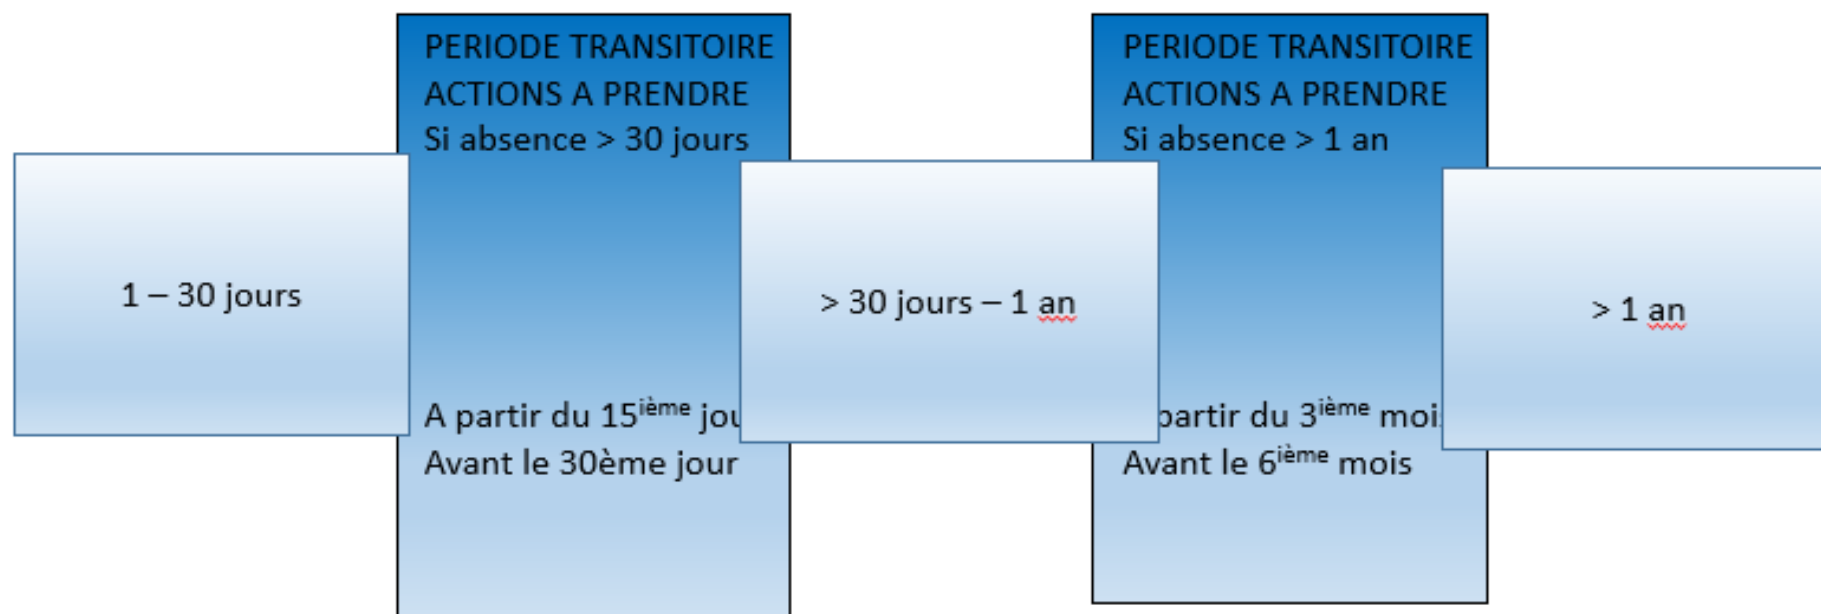 1 – 30 jours
PERIODE TRANSITOIRE
ACTIONS A PRENDRE
Si absence > 30 jours
A partir du 15ième
Avant le 30ème jour
> 30 jours – 1 an
PERIODE TRANSITOIRE
ACTIONS A PRENDRE
Si absence > 1 an
partir du 3ième
Avant le 6ième mois
> 1 an